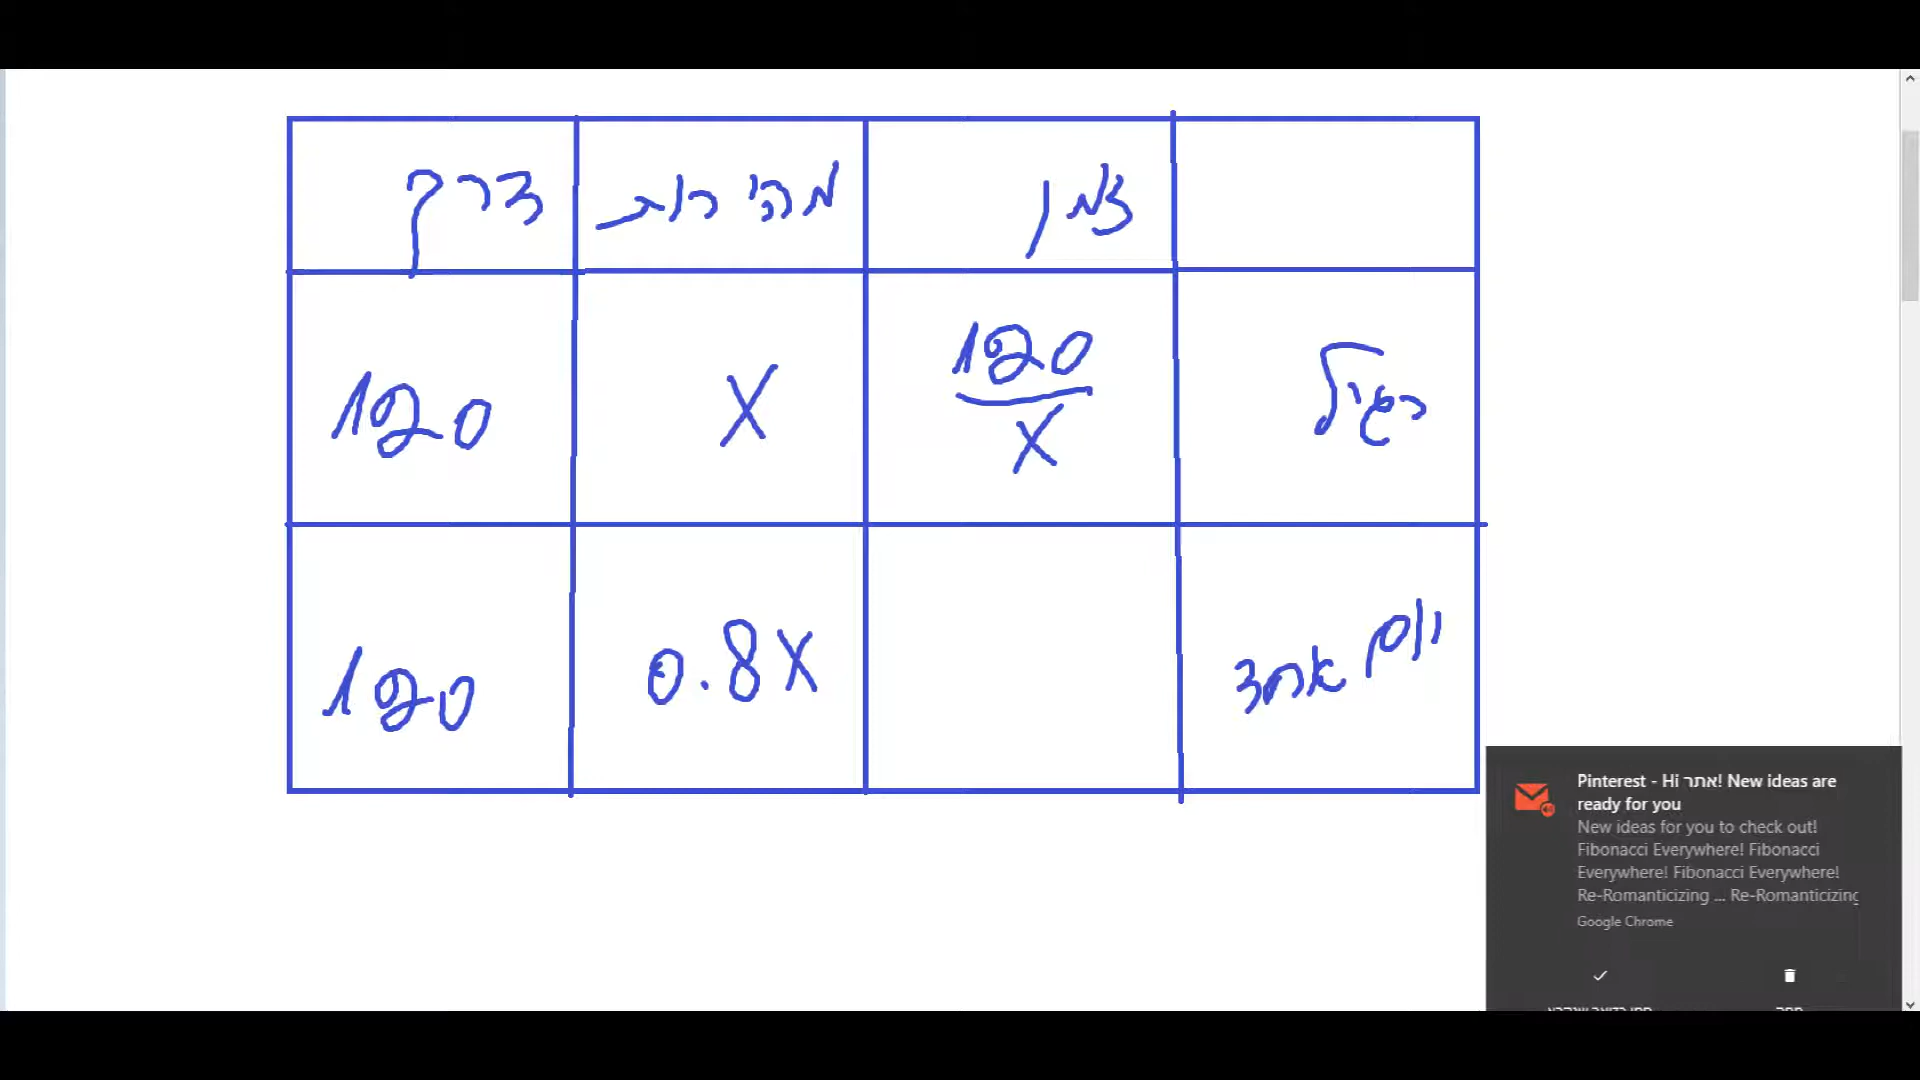 זמן מהירות דרך
רגיל 120/X X 120
יום אחד 0.8X 120
Pinterest - Hi אתר! New ideas are
ready for you
New ideas for you to check out!
Fibonacci Everywhere! Fibonacci
Everywhere! Fibonacci Everywhere!
Re-Romanticizing ... Re-Romanticizing
Google Chrome